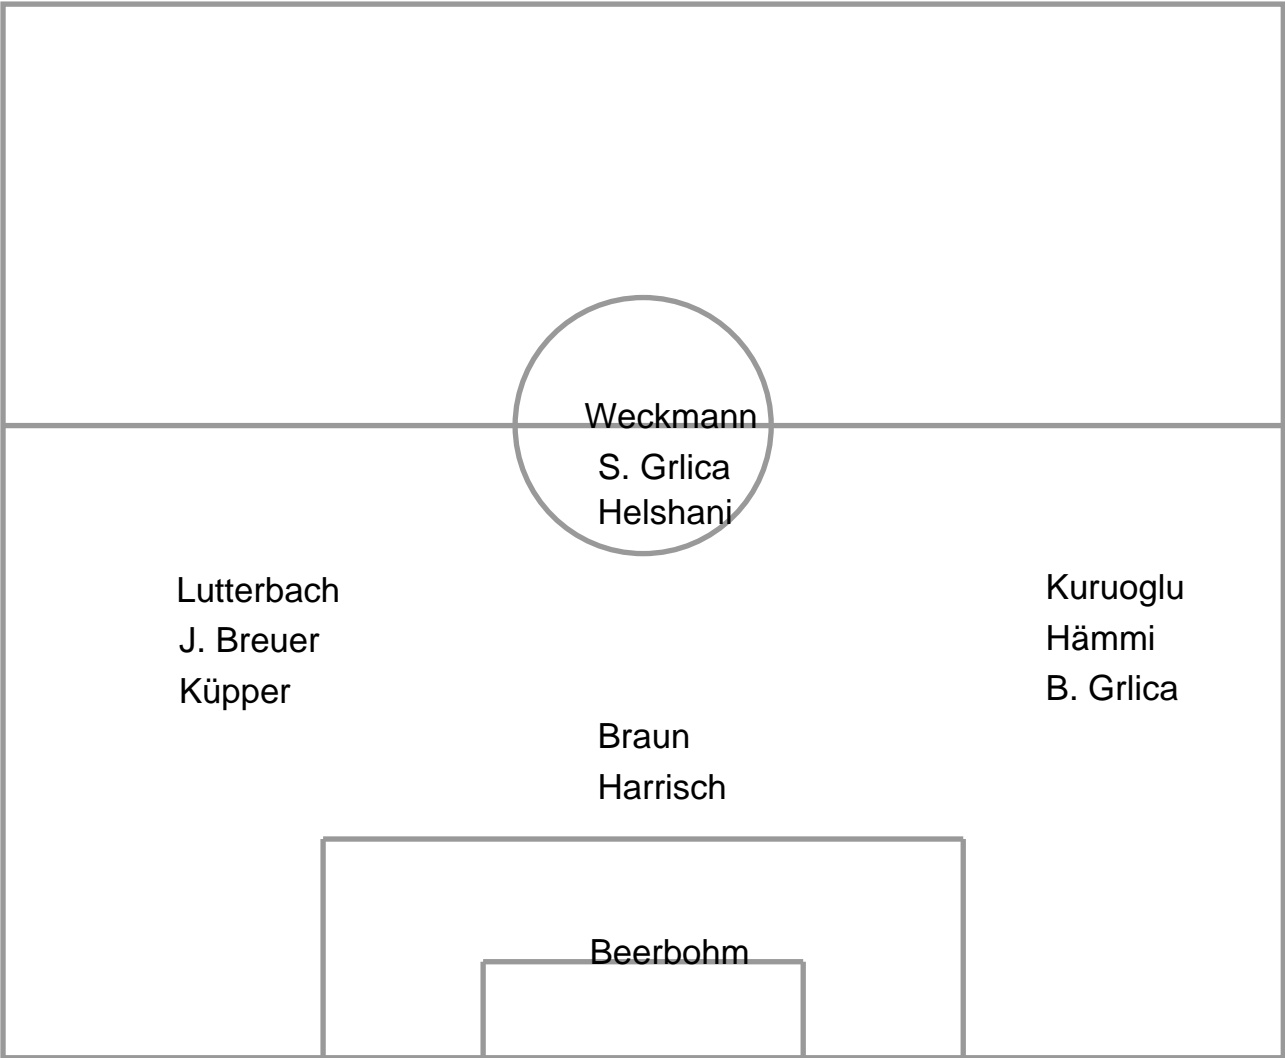 Weckmann
S. Grlica
Helshani
Lutterbach
J. Breuer
Küpper
Kuruoglu
Hämmi
B. Grlica
Braun
Harrisch
Beerbohm